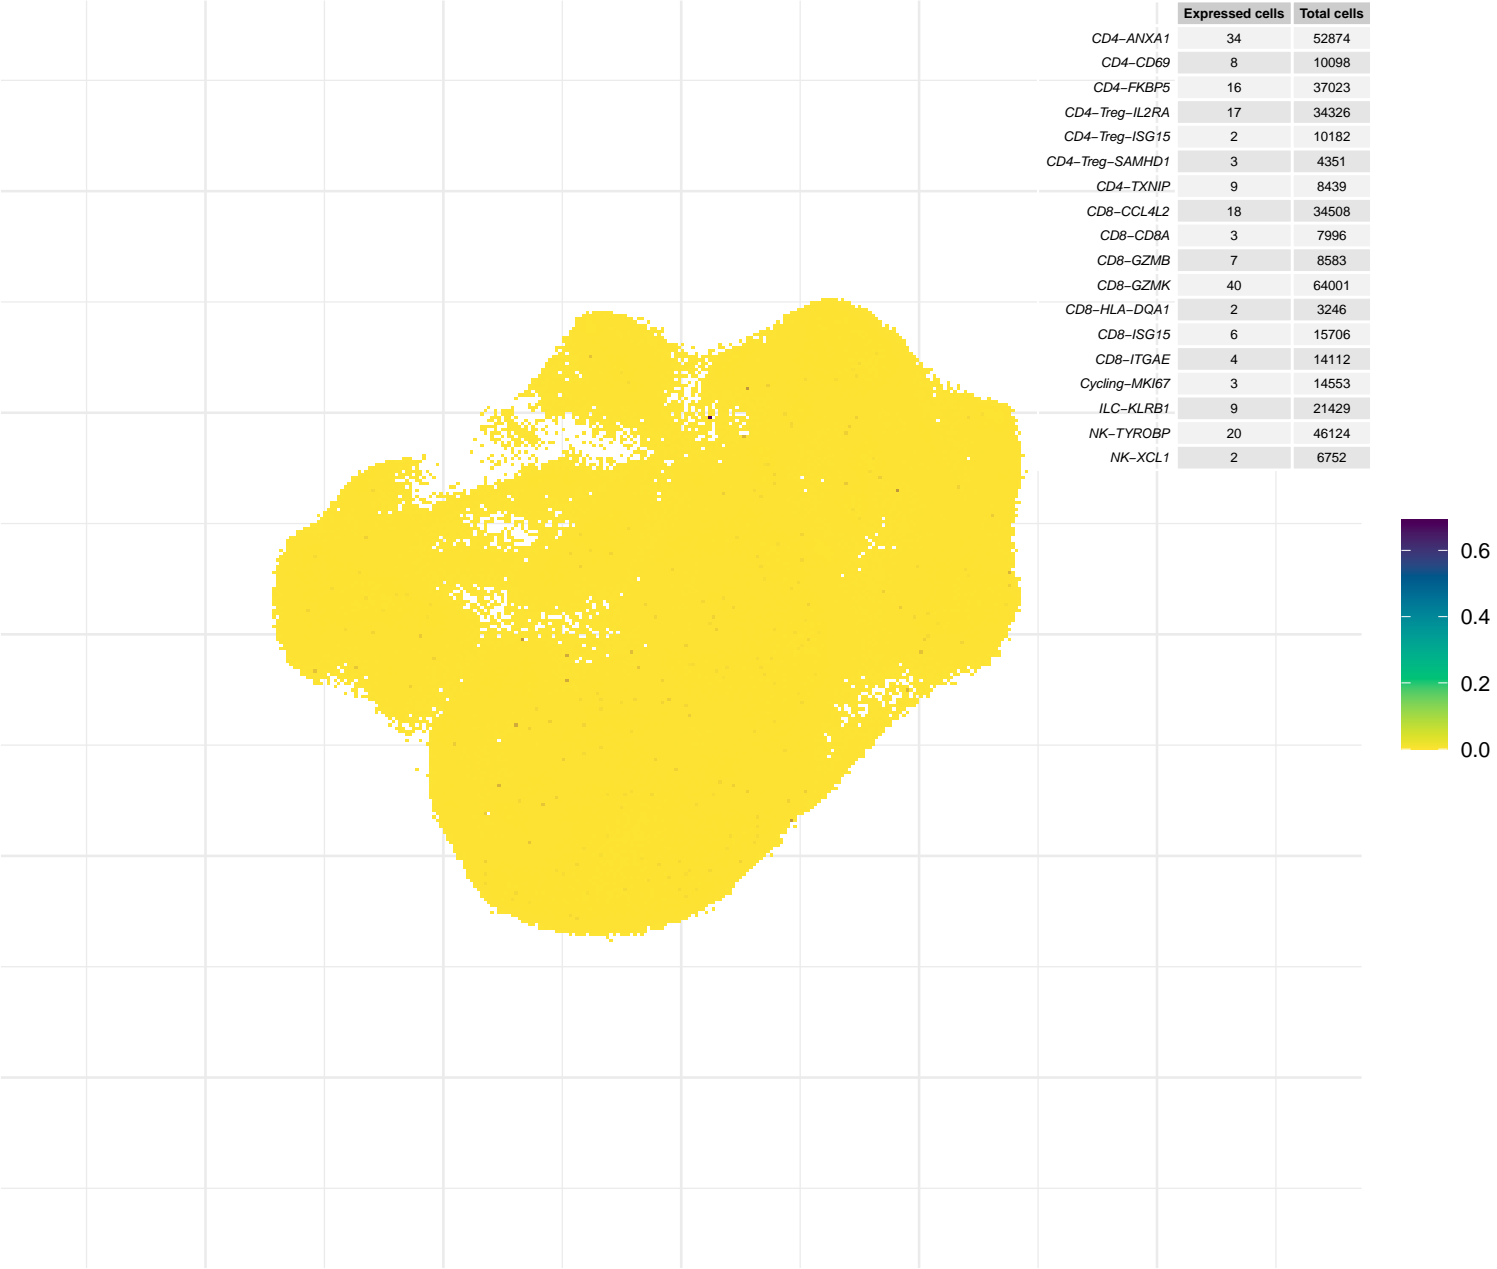 Expressed cells Total cells
CD4−ANXA1 34 52874
CD4−CD69 8 10098
CD4−FKBP5 16 37023
CD4−Treg−IL2RA 17 34326
CD4−Treg−ISG15 2 10182
CD4−Treg−SAMHD1 3 4351
CD4−TXNIP 9 8439
CD8−CCL4L2 18 34508
CD8−CD8A 3 7996
CD8−GZMB 7 8583
CD8−GZMK 40 64001
CD8−HLA−DQA1 2 3246
CD8−ISG15 6 15706
CD8−ITGAE 4 14112
Cycling−MKI67 3 14553
ILC−KLRB1 9 21429
NK−TYROBP 20 46124
NK−XCL1 2 6752
0.6
0.4
0.2
0.0